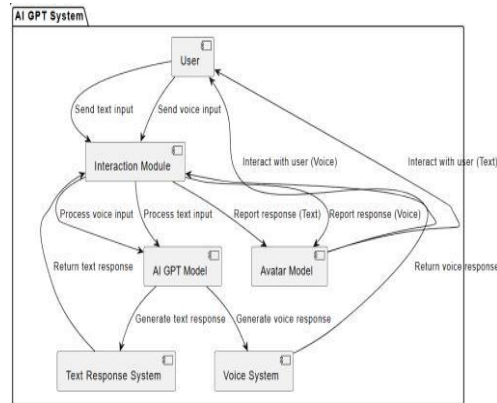 AI GPT System
User
Send text input
Send voice input
Interaction Module
Interact with user (Voice)
Interact with user (Text)
Process voice input
Process text input
Report response (Text)
Report response (Voice)
Return text response
AI GPT Model
Avatar Model
Return voice response
Generate text response
Generate voice response
Text Response System
Voice System